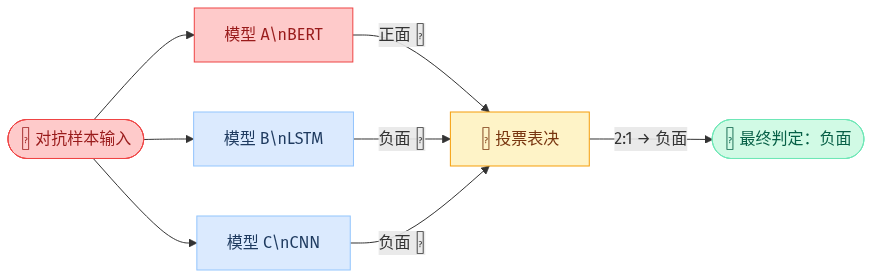 对抗样本输入
模型 A\nBERT
模型 B\nLSTM
模型 C\nCNN
正面
负面
负面
投票表决
2:1 → 负面
最终判定：负面